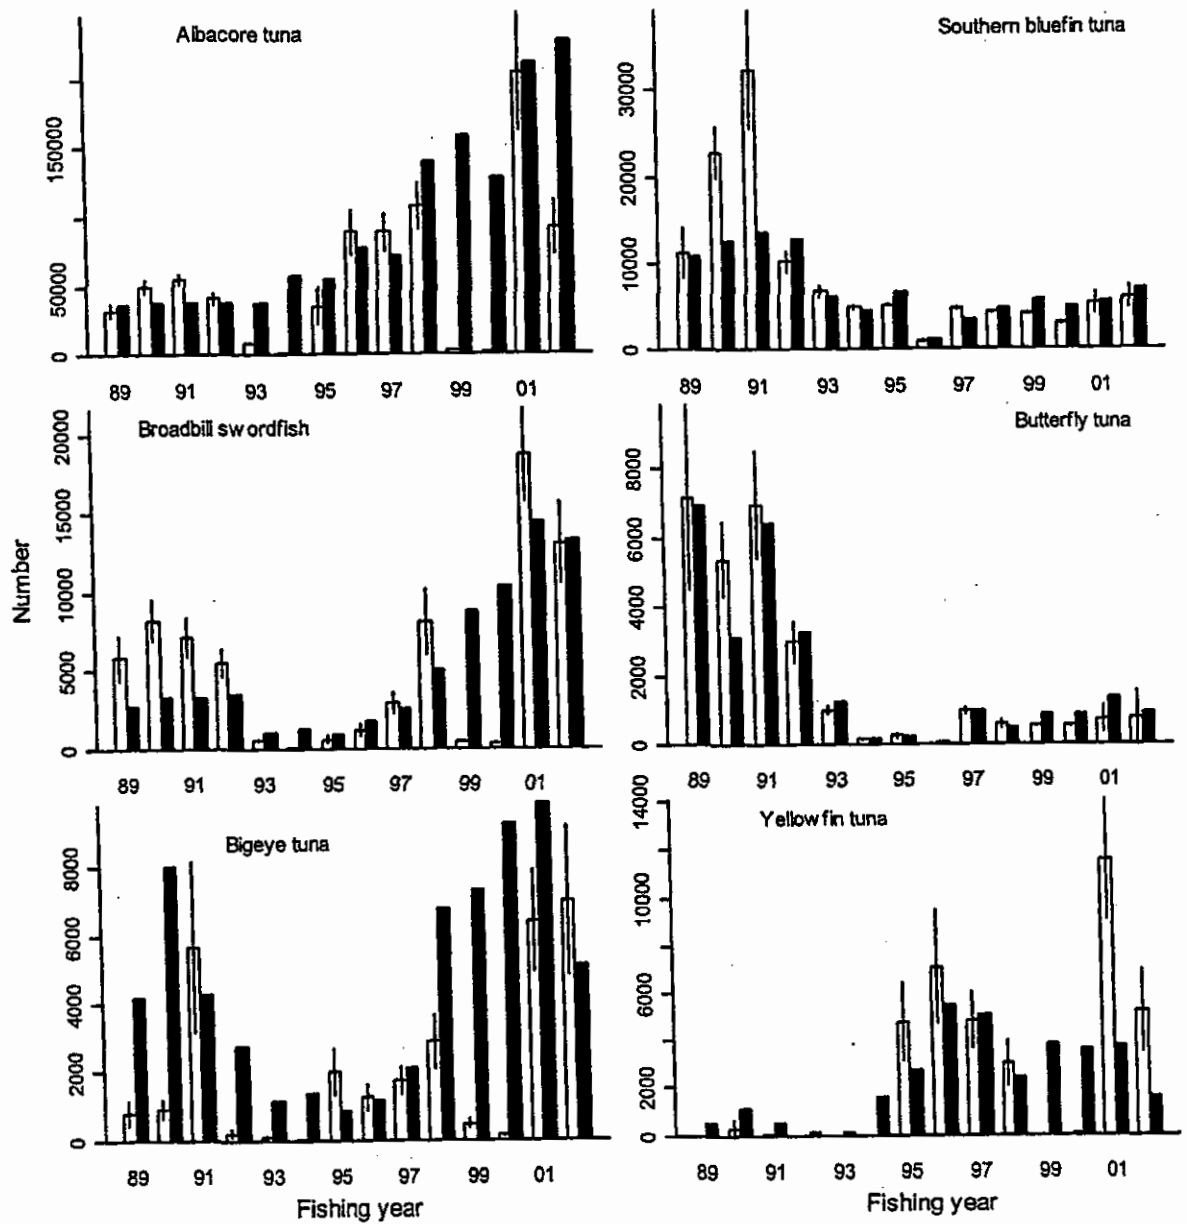 Albacore tuna
150000
50000
0
89 91 93 95 97 99 01
Southern bluefin tuna
30000
20000
10000
0
89 91 93 95 97 99 01
Broadbill swordfish
20000
15000
10000
5000
0
89 91 93 95 97 99 01
Butterfly tuna
8000
6000
4000
2000
0
89 91 93 95 97 99 01
Number
Bigeye tuna
8000
6000
4000
2000
0
89 91 93 95 97 99 01
Fishing year
Yellowfin tuna
14000
10000
6000
2000
0
89 91 93 95 97 99 01
Fishing year